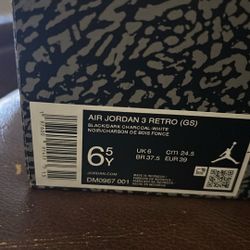 AIR JORDAN 3 RETRO (GS)
BLACK/DARK CHARCOAL-WHITE
NOIR/CHARBON DE BOIS FONCE
6.5Y
UK 6 cm 24.5
BR 37.5 EUR 39
JORDAN.COM
DM0967 001